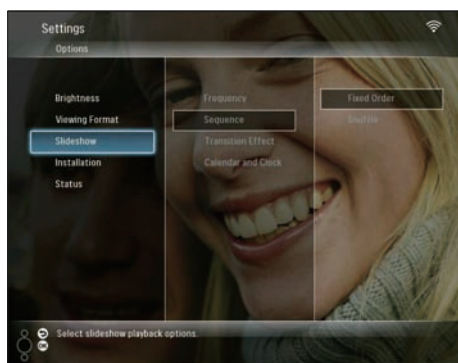 Settings
Options
Brightness
Viewing Format
Slideshow
Installation
Status
Frequency
Sequence
Transition Effect
Calendar and Clock
Fixed Order
Shuffle
Select slideshow playback options.
OK